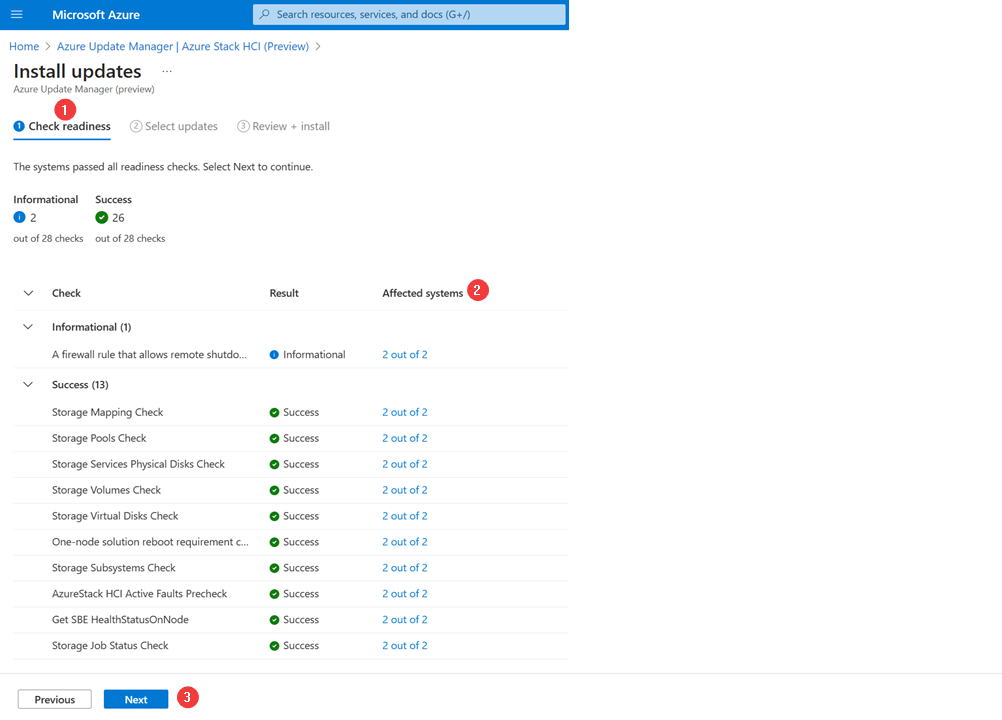 Microsoft Azure
Search resources, services, and docs (G+/)
Home > Azure Update Manager | Azure Stack HCI (Preview) >
Install updates ...
Azure Update Manager (preview)
1
1 Check readiness 2 Select updates 3 Review + install
The systems passed all readiness checks. Select Next to continue.
Informational Success
2 26
out of 28 checks out of 28 checks
Check Result Affected systems 2
Informational (1)
A firewall rule that allows remote shutdo... Informational 2 out of 2
Success (13)
Storage Mapping Check Success 2 out of 2
Storage Pools Check Success 2 out of 2
Storage Services Physical Disks Check Success 2 out of 2
Storage Volumes Check Success 2 out of 2
Storage Virtual Disks Check Success 2 out of 2
One-node solution reboot requirement c... Success 2 out of 2
Storage Subsystems Check Success 2 out of 2
AzureStack HCI Active Faults Precheck Success 2 out of 2
Get SBE HealthStatusOnNode Success 2 out of 2
Storage Job Status Check Success 2 out of 2
Previous Next 3